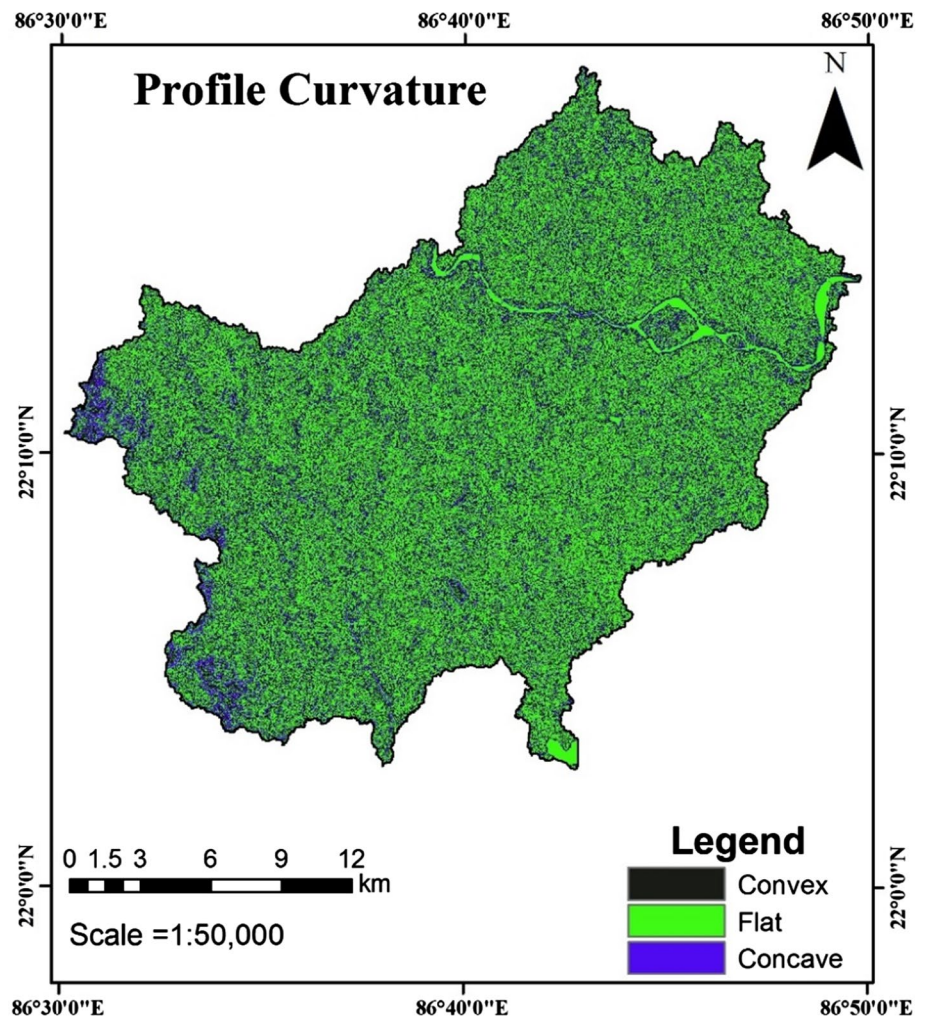 86°30'0"E 86°40'0"E 86°50'0"E
Profile Curvature
N
22°10'0"N 22°10'0"N
22°0'0"N 22°0'0"N
0 1.5 3 6 9 12
km
Scale =1:50,000
Legend
Convex
Flat
Concave
86°30'0"E 86°40'0"E 86°50'0"E